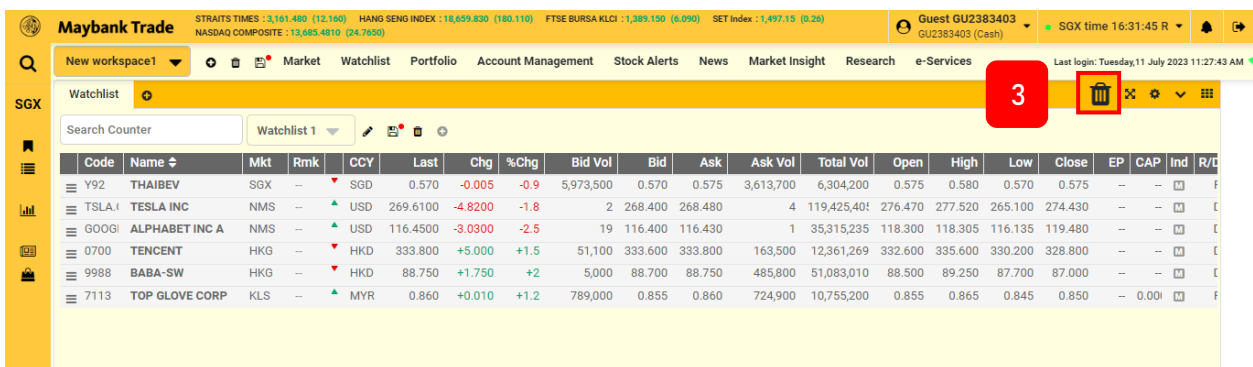 Maybank Trade
STRAITS TIMES : 3,161.480 (12.160) HANG SENG INDEX : 18,659.830 (180.110) FTSE BURSA KLCI : 1,389.150 (6.090) SET Index : 1,497.15 (0.26)
NASDAQ COMPOSITE : 13,685.4810 (24.7650)
Guest GU2383403
GU2383403 (Cash)
SGX time 16:31:45 R
New workspace1 Market Watchlist Portfolio Account Management Stock Alerts News Market Insight Research e-Services Last login: Tuesday,11 July 2023 11:27:43 AM
3
SGX
Watchlist
Search Counter Watchlist 1
Code Name Mkt Rmk CCY Last Chg %Chg Bid Vol Bid Ask Ask Vol Total Vol Open High Low Close EP CAP Ind R/D
Y92 THAIBEV SGX -- SGD 0.570 -0.005 -0.9 5,973,500 0.570 0.575 3,613,700 6,304,200 0.575 0.580 0.570 0.575 -- -- M F
TSLA.( TESLA INC NMS -- USD 269.6100 -4.8200 -1.8 2 268.400 268.480 4 119,425,40 276.470 277.520 265.100 274.430 -- -- M D
GOOG ALPHABET INC A NMS -- USD 116.4500 -3.0300 -2.5 19 116.400 116.430 1 35,315,235 118.300 118.305 116.135 119.480 -- -- M D
0700 TENCENT HKG -- HKD 333.800 +5.000 +1.5 51,100 333.600 333.800 163,500 12,361,269 332.600 335.600 330.200 328.800 -- -- M D
9988 BABA-SW HKG -- HKD 88.750 +1.750 +2 5,000 88.700 88.750 485,800 51,083,010 88.500 89.250 87.700 87.000 -- -- M D
7113 TOP GLOVE CORP KLS -- MYR 0.860 +0.010 +1.2 789,000 0.855 0.860 724,900 10,755,200 0.855 0.865 0.845 0.850 -- 0.00 M F